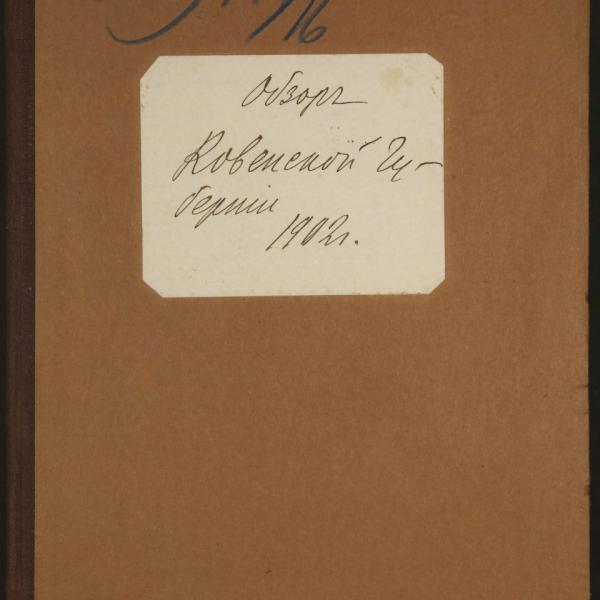 Обзоръ
Ковенской Гу-
берніи
1902г.